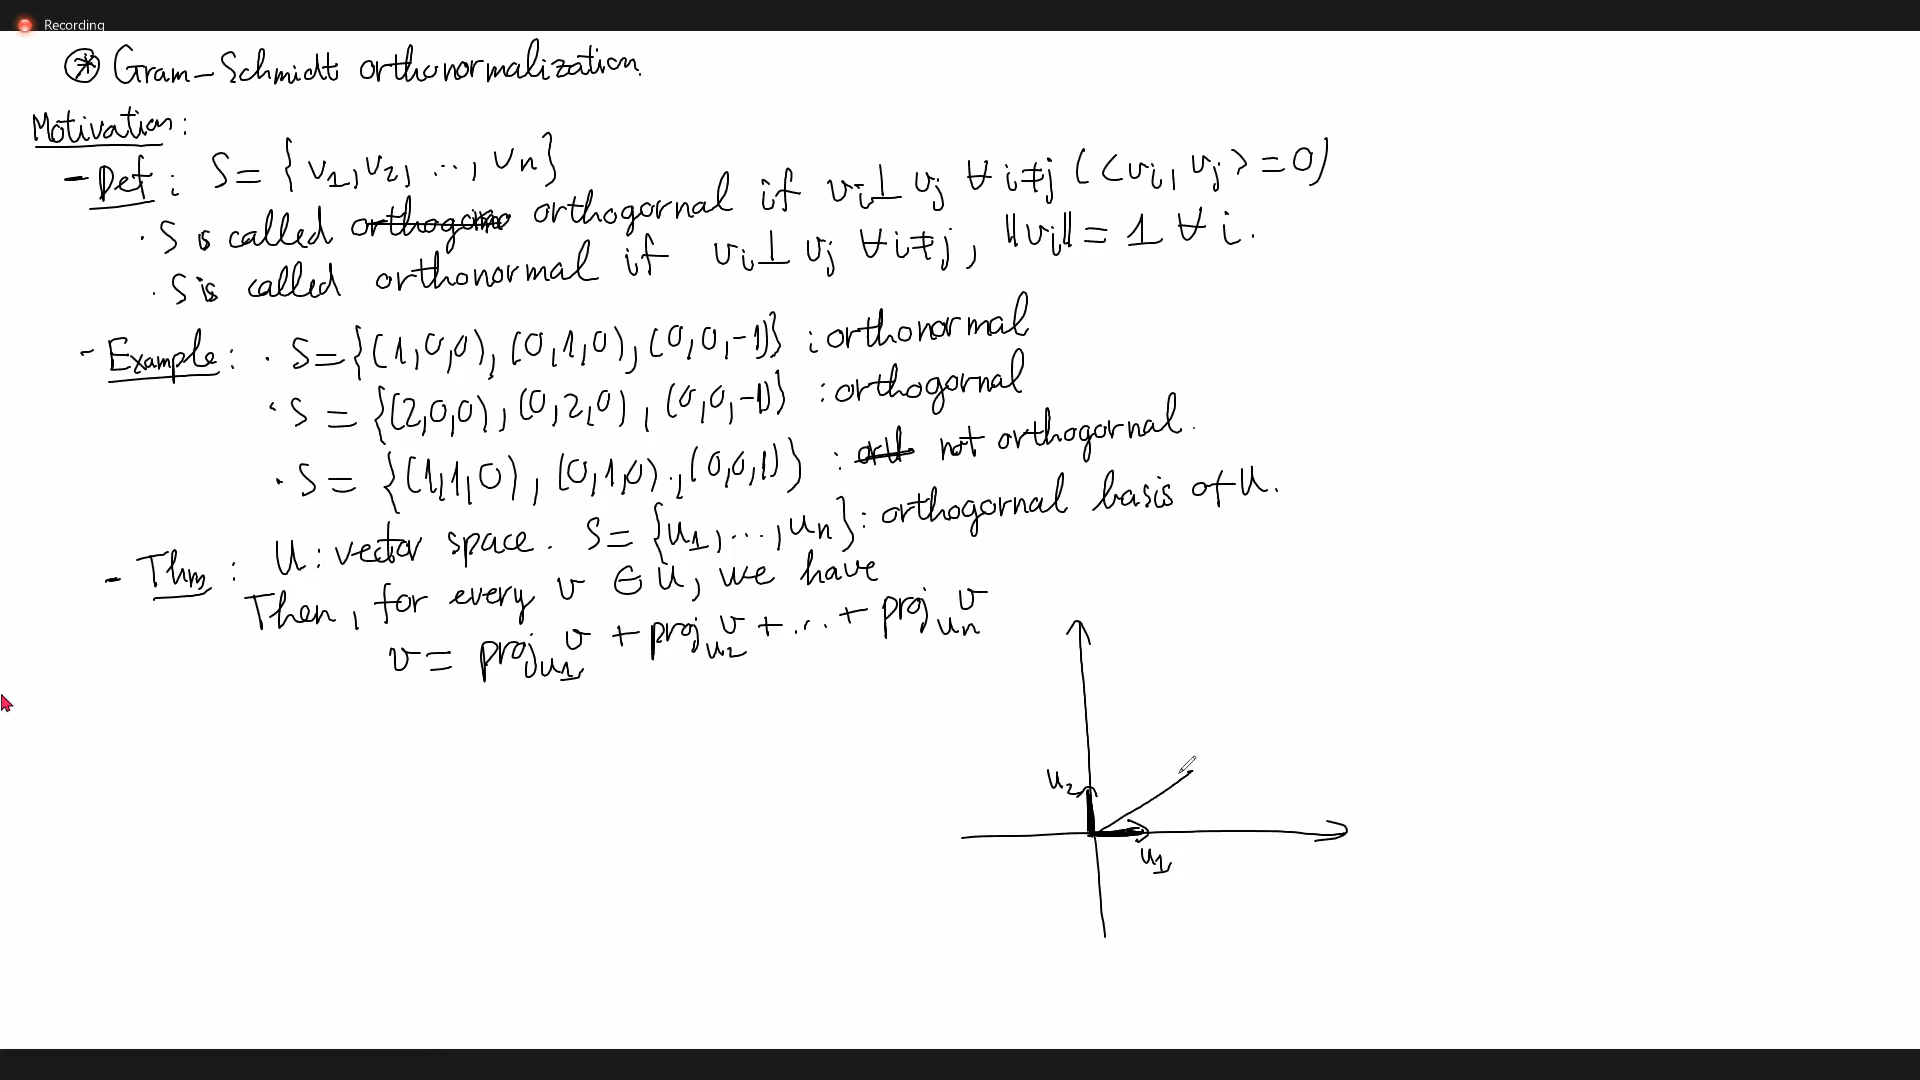 Recording
⊛ Gram-Schmidt orthonormalization.
Motivation:
- Def: S = {v₁, v₂, ..., vₙ}
· S is called orthogornal if vᵢ ⊥ vⱼ ∀ i≠j (<vᵢ, vⱼ> = 0)
· S is called orthonormal if vᵢ ⊥ vⱼ ∀ i≠j, ||vᵢ|| = 1 ∀ i.
- Example: · S = {(1,0,0), (0,1,0), (0,0,-1)} : orthonormal
· S = {(2,0,0), (0,2,0), (0,0,-1)} : orthogornal
· S = {(1,1,0), (0,1,0), (0,0,1)} : not orthogornal.
- Thm: U : vector space. S = {u₁, ..., uₙ} : orthogornal basis of U.
Then, for every v ∈ U, we have
v = proj_u₁ v + proj_u₂ v + ... + proj_uₙ v
u₂
u₁